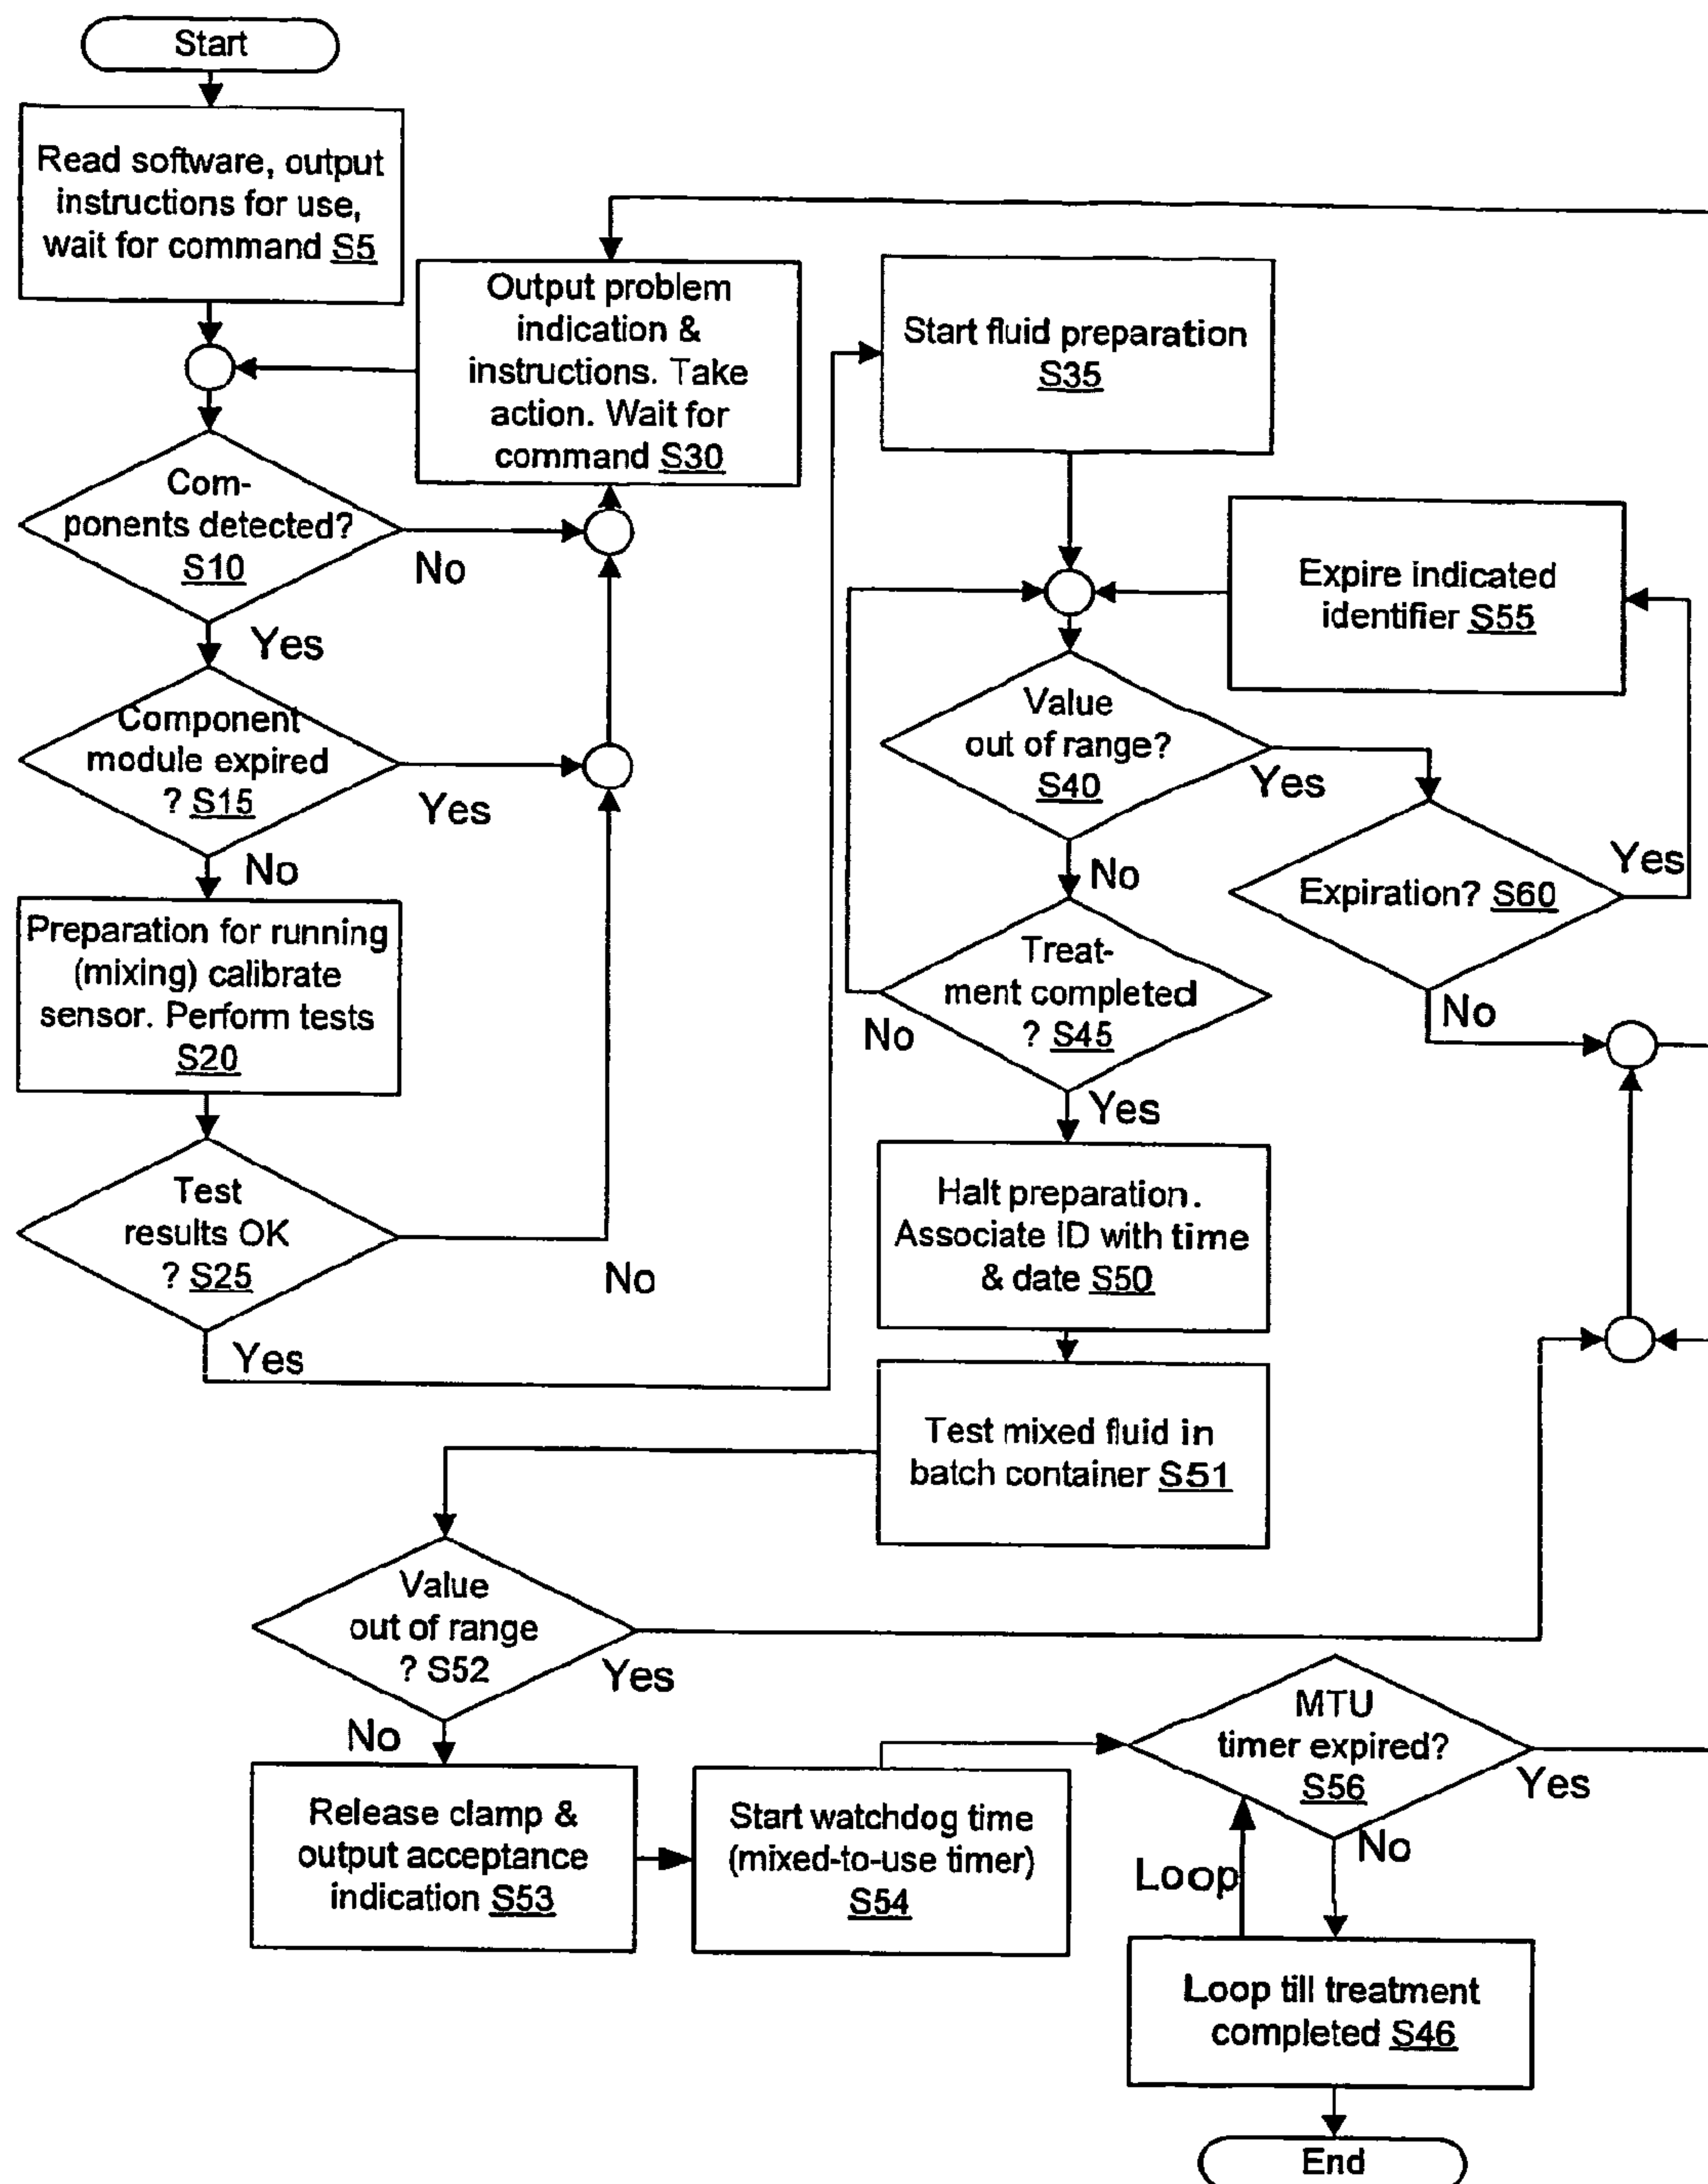 Start
Read software, output
instructions for use,
wait for command S5
Output problem
indication &
instructions. Take
action. Wait for
command S30
Com-
ponents detected?
S10
No
Yes
Component
module expired
? S15
Yes
No
Preparation for running
(mixing) calibrate
sensor. Perform tests
S20
Test
results OK
? S25
No
Yes
Start fluid preparation
S35
Expire indicated
identifier S55
Value
out of range?
S40
Yes
No
Expiration? S60
Yes
No
Treat-
ment completed
? S45
No
Yes
Halt preparation.
Associate ID with time
& date S50
Test mixed fluid in
batch container S51
Value
out of range
? S52
Yes
No
Release clamp &
output acceptance
indication S53
Start watchdog time
(mixed-to-use timer)
S54
MTU
timer expired?
S56
Yes
No
Loop
Loop till treatment
completed S46
End